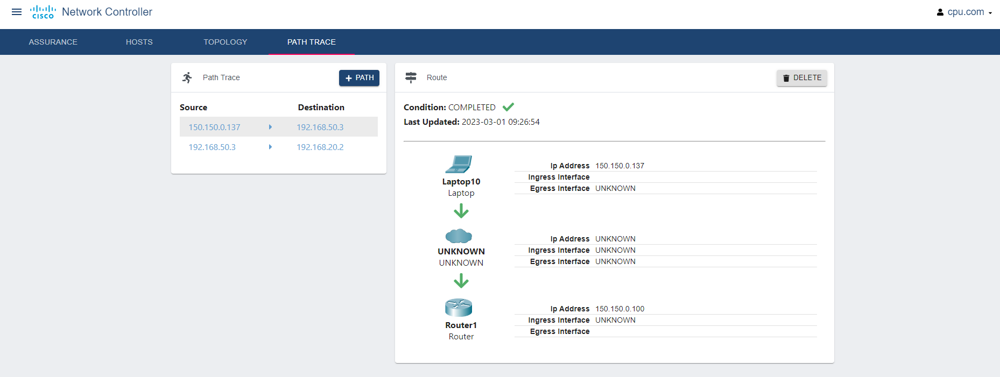 CISCO Network Controller
cpu.com
ASSURANCE HOSTS TOPOLOGY PATH TRACE
Path Trace
+ PATH
Source Destination
150.150.0.137 192.168.50.3
192.168.50.3 192.168.20.2
Route
DELETE
Condition: COMPLETED
Last Updated: 2023-03-01 09:26:54
Laptop10
Laptop
Ip Address 150.150.0.137
Ingress Interface
Egress Interface UNKNOWN
UNKNOWN
UNKNOWN
Ip Address UNKNOWN
Ingress Interface UNKNOWN
Egress Interface UNKNOWN
Router1
Router
Ip Address 150.150.0.100
Ingress Interface UNKNOWN
Egress Interface